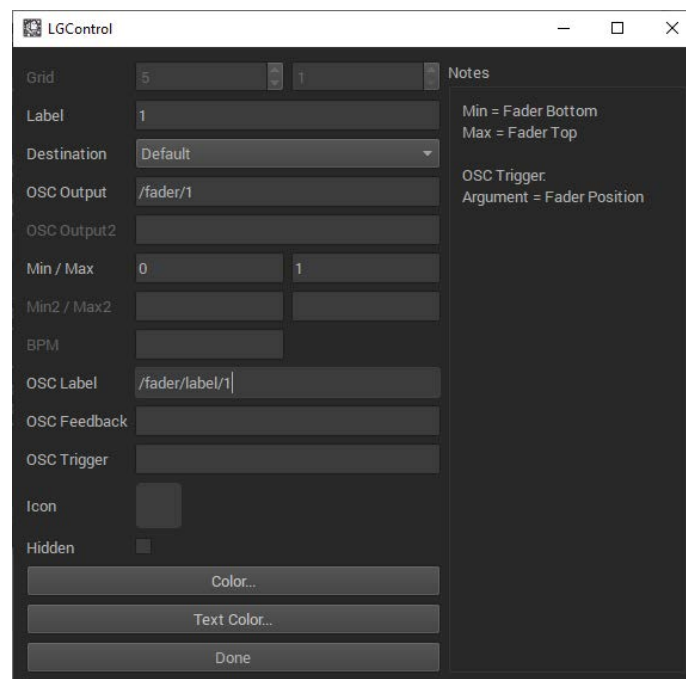 LGControl
Grid 5 1
Label 1
Destination Default
OSC Output /fader/1
OSC Output2
Min / Max 0 1
Min2 / Max2
BPM
OSC Label /fader/label/1
OSC Feedback
OSC Trigger
Icon
Hidden
Color...
Text Color...
Done
Notes
Min = Fader Bottom
Max = Fader Top
OSC Trigger:
Argument = Fader Position